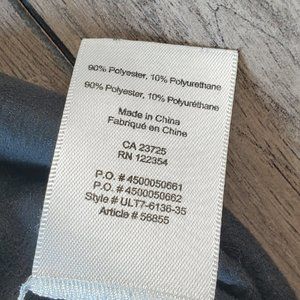 90% Polyester, 10% Polyurethane
90% Polyester, 10% Polyuréthane
Made in China
Fabriqué en Chine
CA 23725
RN 122354
P.O. # 4500050661
P.O. # 4500050662
Style # ULT7-6136-35
Article # 56855